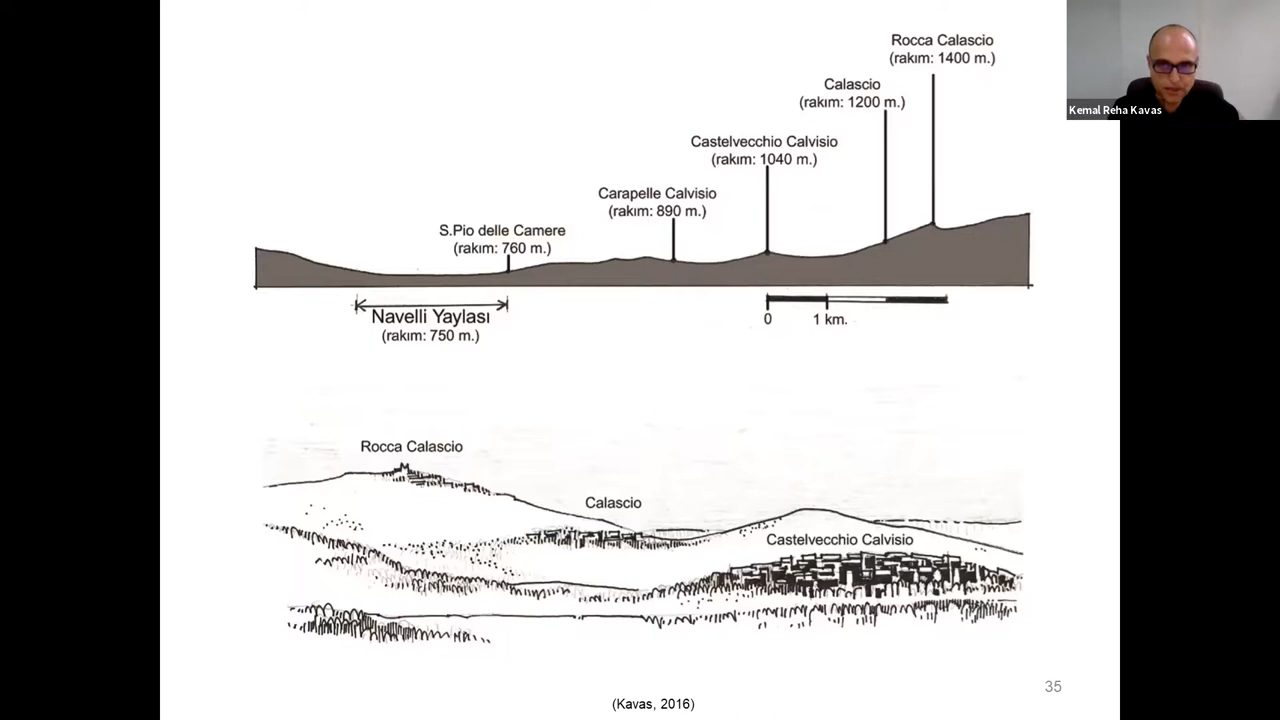 Rocca Calascio
(rakım: 1400 m.)
Calascio
(rakım: 1200 m.)
Castelvecchio Calvisio
(rakım: 1040 m.)
Carapelle Calvisio
(rakım: 890 m.)
S.Pio delle Camere
(rakım: 760 m.)
Navelli Yaylası
(rakım: 750 m.)
0 1 km.
Kemal Reha Kavas
Rocca Calascio
Calascio
Castelvecchio Calvisio
35
(Kavas, 2016)